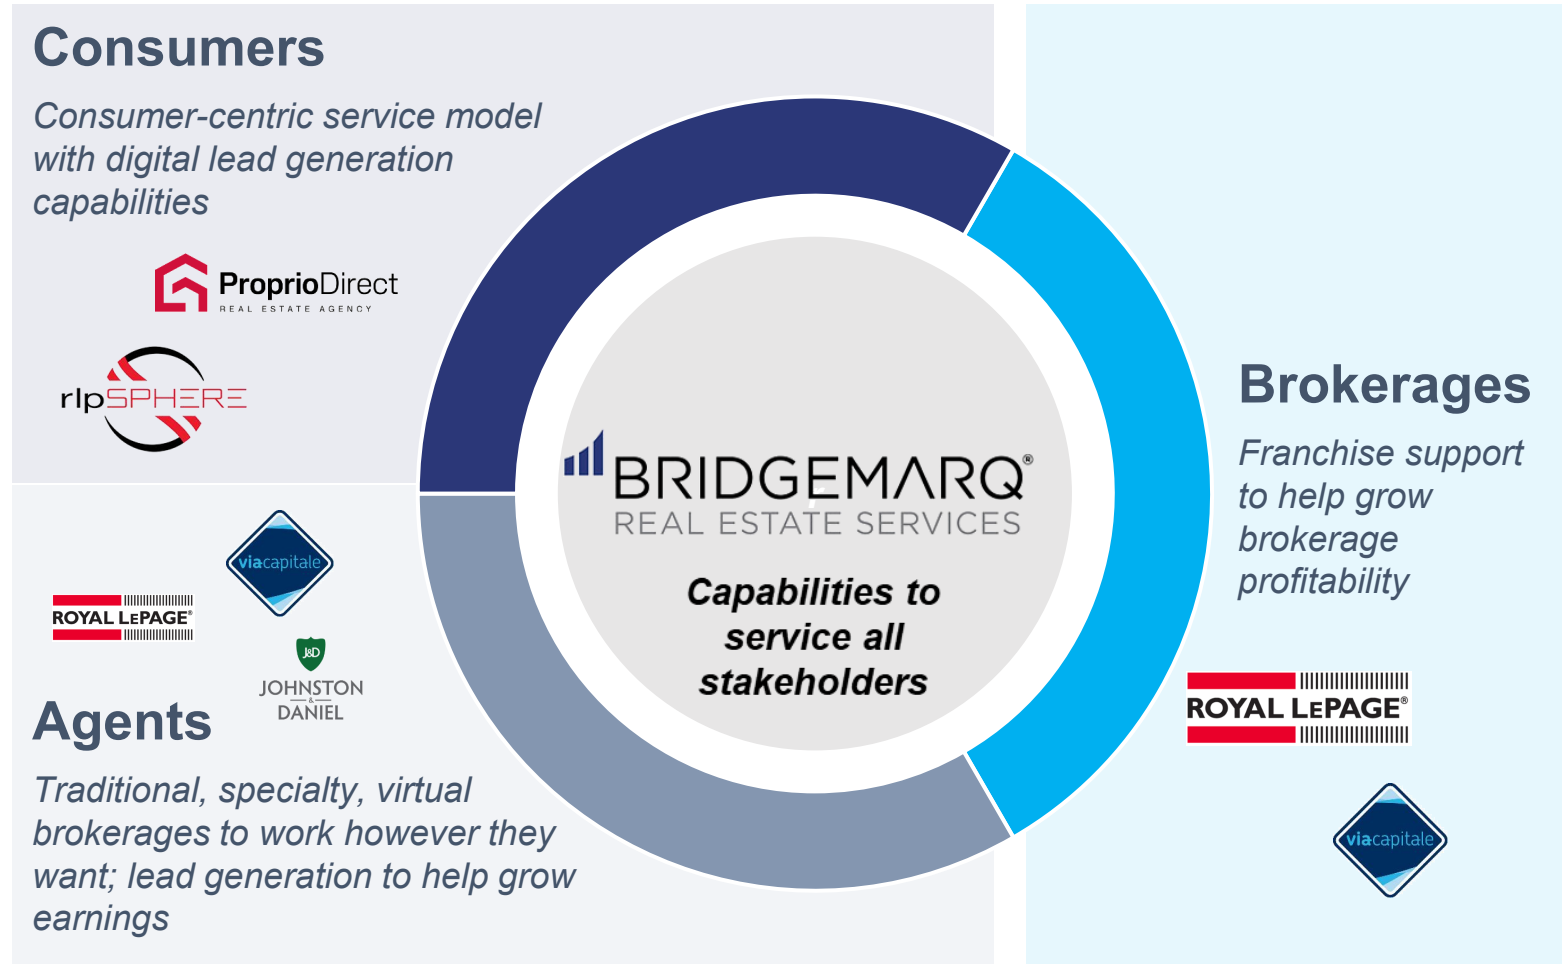 Consumers
Consumer-centric service model
with digital lead generation
capabilities
ProprioDirect
REAL ESTATE AGENCY
rlpSPHERE
viacapitale
ROYAL LEPAGE®
J&D
JOHNSTON
&
DANIEL
Agents
Traditional, specialty, virtual
brokerages to work however they
want; lead generation to help grow
earnings
BRIDGEMARQ®
REAL ESTATE SERVICES
Capabilities to
service all
stakeholders
Brokerages
Franchise support
to help grow
brokerage
profitability
ROYAL LEPAGE®
viacapitale